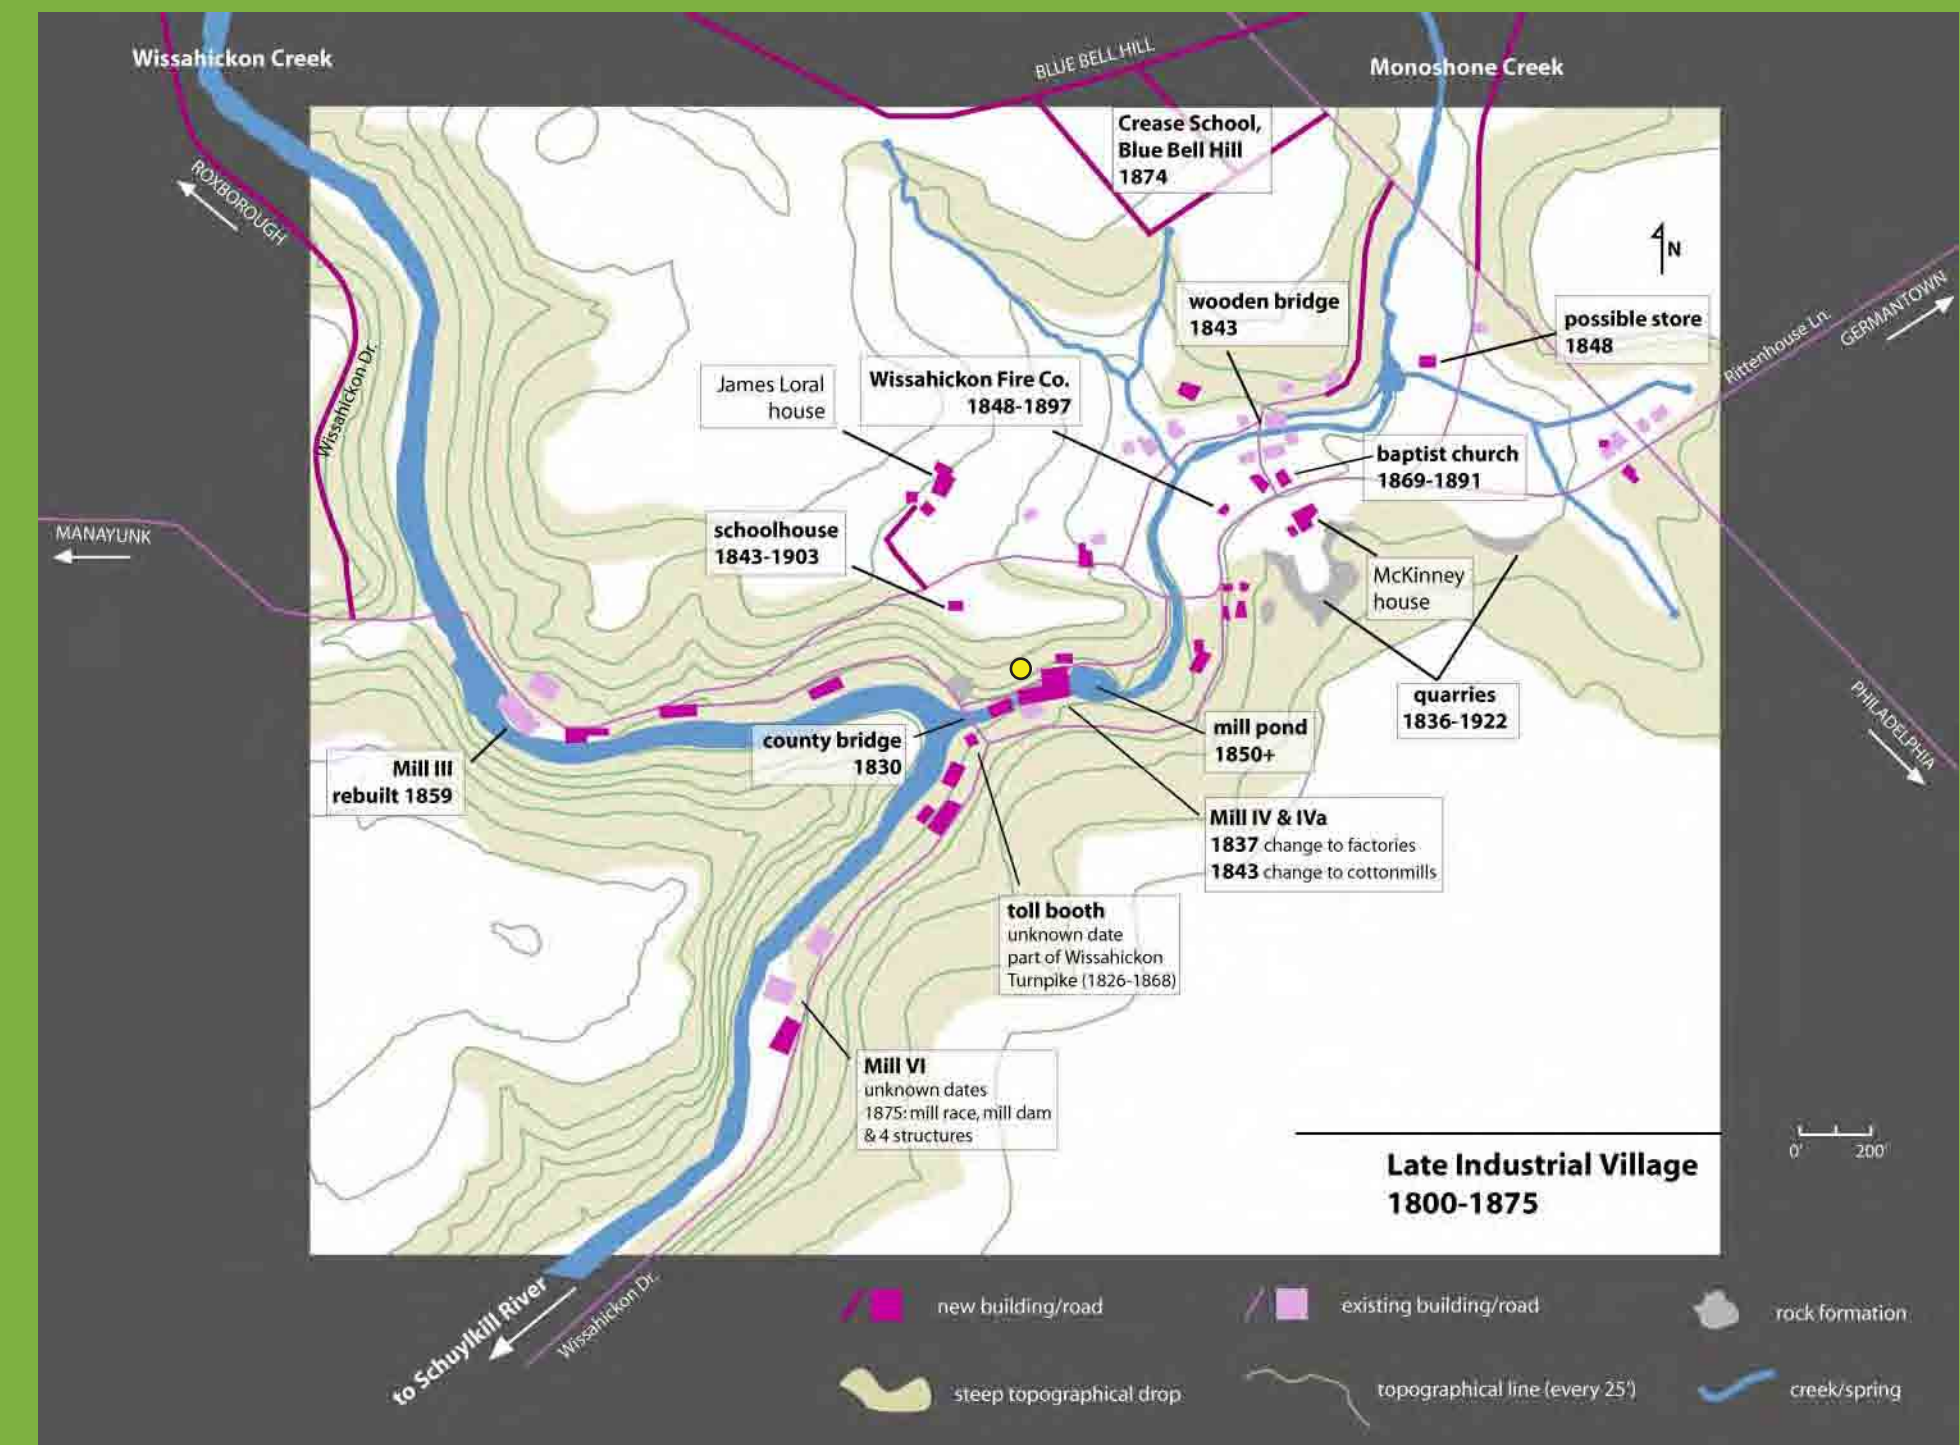 Wissahickon Creek
BLUE BELL HILL
Monoshone Creek
Crease School,
Blue Bell Hill
1874
ROXBOROUGH
N
wooden bridge
1843
possible store
1848
GERMANTOWN
Rittenhouse Ln.
Wissahickon Dr.
James Loral
house
Wissahickon Fire Co.
1848-1897
baptist church
1869-1891
MANAYUNK
schoolhouse
1843-1903
McKinney
house
quarries
1836-1922
PHILADELPHIA
county bridge
1830
mill pond
1850+
Mill III
rebuilt 1859
Mill IV & IVa
1837 change to factories
1843 change to cottonmills
toll booth
unknown date
part of Wissahickon
Turnpike (1826-1868)
Mill VI
unknown dates
1875: mill race, mill dam
& 4 structures
0' 200'
Late Industrial Village
1800-1875
to Schuylkill River
Wissahickon Dr.
new building/road
existing building/road
rock formation
steep topographical drop
topographical line (every 25')
creek/spring